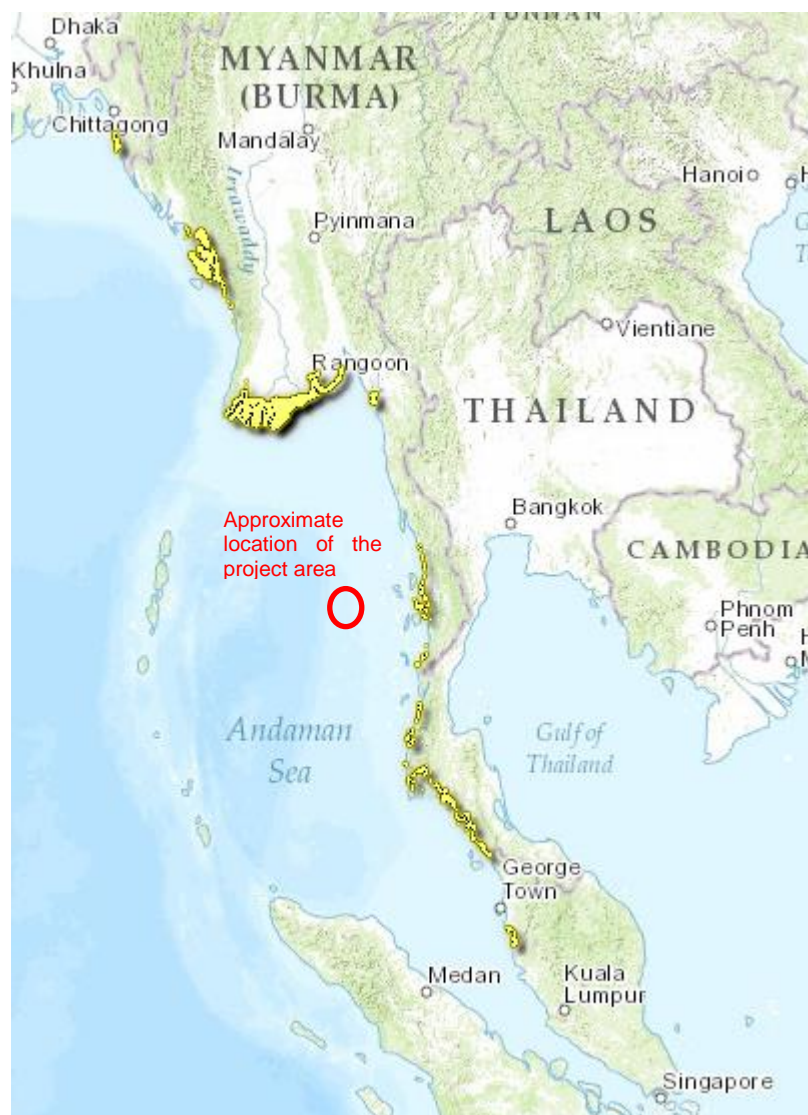 YUNNAN
Dhaka
Khulna
MYANMAR
(BURMA)
Chittagong
Mandalay
Hanoi
Irrawaddy
Pyinmana
LAOS
Vientiane
Rangoon
THAILAND
Approximate
location of the
project area
Bangkok
CAMBODIA
Phnom
Penh
Andaman
Sea
Gulf of
Thailand
George
Town
Medan
Kuala
Lumpur
Singapore